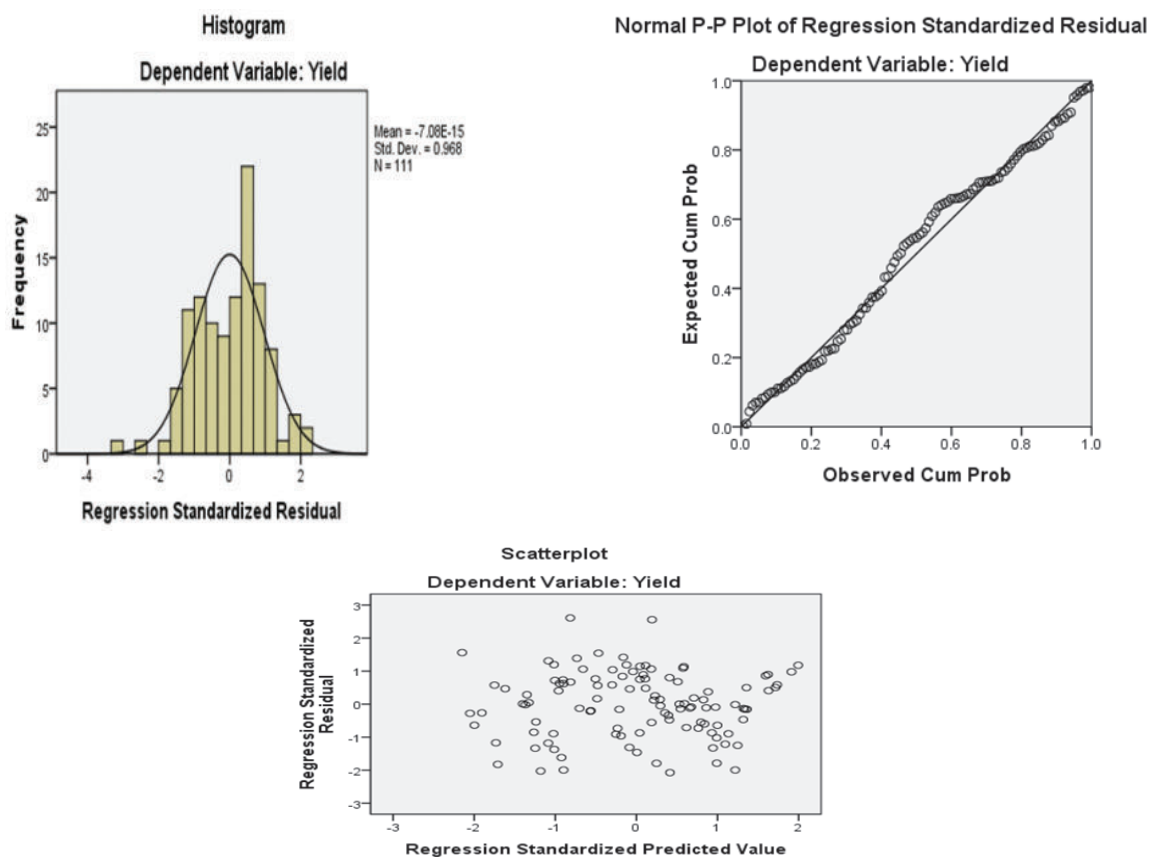 Histogram
Dependent Variable: Yield
25
20
15
10
5
0
Frequency
-4 -2 0 2
Regression Standardized Residual
Mean = -7.08E-15
Std. Dev. = 0.968
N = 111
Normal P-P Plot of Regression Standardized Residual
Dependent Variable: Yield
1.0
0.8
0.6
0.4
0.2
0.0
Expected Cum Prob
0.0 0.2 0.4 0.6 0.8 1.0
Observed Cum Prob
Scatterplot
Dependent Variable: Yield
3
2
1
0
-1
-2
-3
Regression Standardized
Residual
-3 -2 -1 0 1 2
Regression Standardized Predicted Value